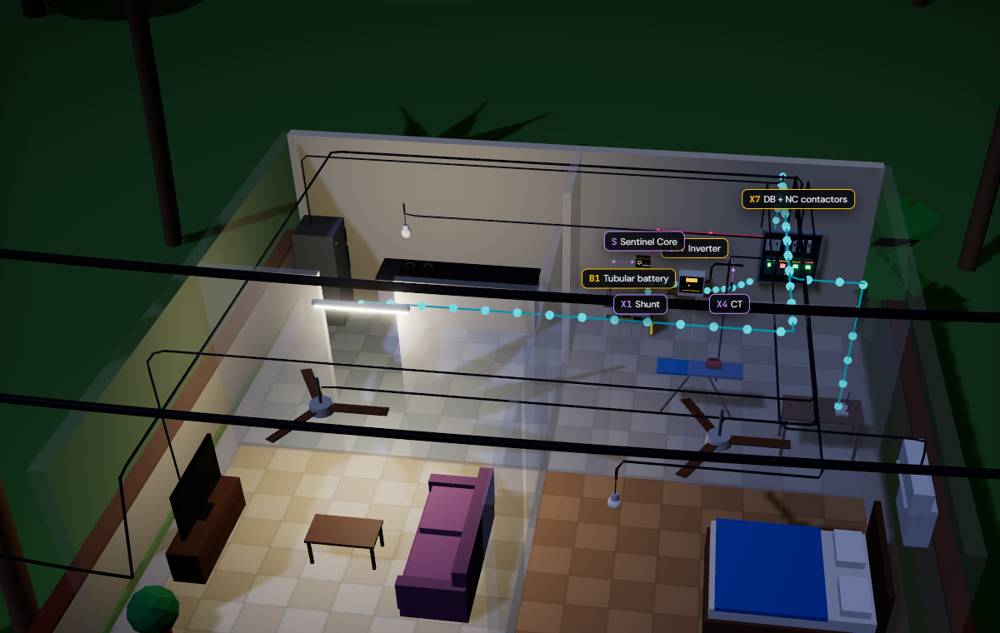 X7 DB + NC contactors
S Sentinel Core
Inverter
B1 Tubular battery
X1 Shunt
X4 CT